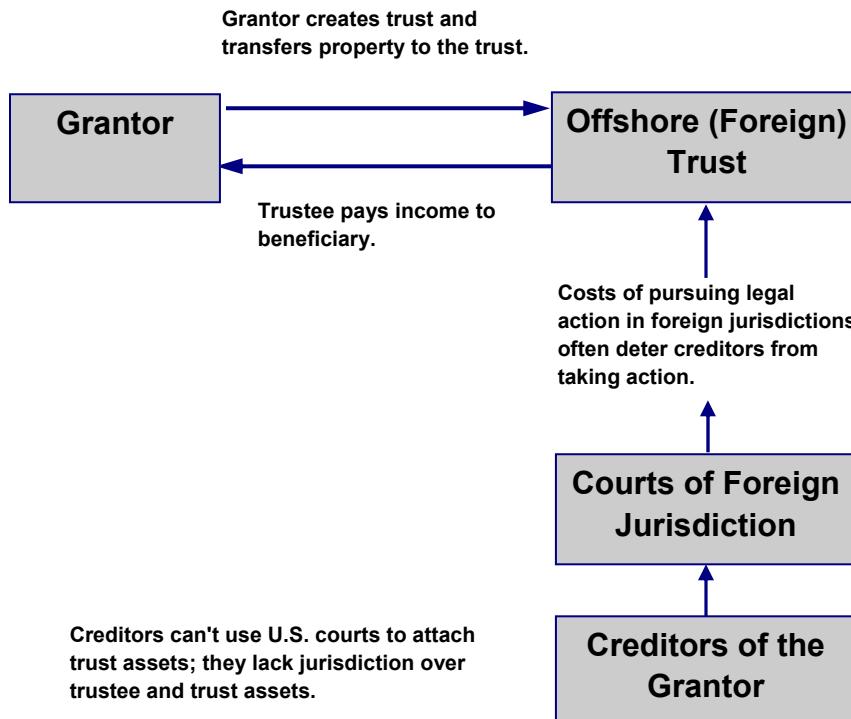 Grantor creates trust and
transfers property to the trust.
Grantor
Offshore (Foreign)
Trust
Trustee pays income to
beneficiary.
Costs of pursuing legal
action in foreign jurisdictions
often deter creditors from
taking action.
Courts of Foreign
Jurisdiction
Creditors can't use U.S. courts to attach
trust assets; they lack jurisdiction over
trustee and trust assets.
Creditors of the
Grantor